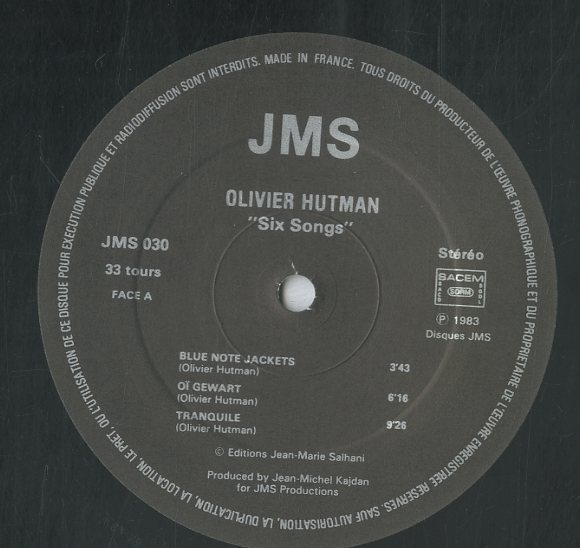 JMS
OLIVIER HUTMAN
"Six Songs"
JMS 030
33 tours
FACE A
Stéréo
SACEM
SACD
SDRM
SGDL
Ⓟ 1983
Disques JMS
BLUE NOTE JACKETS 3'43
(Olivier Hutman)
OÏ GEWART 6'16
(Olivier Hutman)
TRANQUILE 9'26
(Olivier Hutman)
© Editions Jean-Marie Salhani
Produced by Jean-Michel Kajdan
for JMS Productions
MADE IN FRANCE. TOUS DROITS DU PRODUCTEUR DE L'ŒUVRE PHONOGRAPHIQUE ET DU PROPRIETAIRE DE L'ŒUVRE ENREGISTREE RESERVES. SAUF AUTORISATION, LA DUPLICATION, LA LOCATION, LE PRET, OU L'UTILISATION DE CE DISQUE POUR EXECUTION PUBLIQUE ET RADIODIFFUSION SONT INTERDITS.